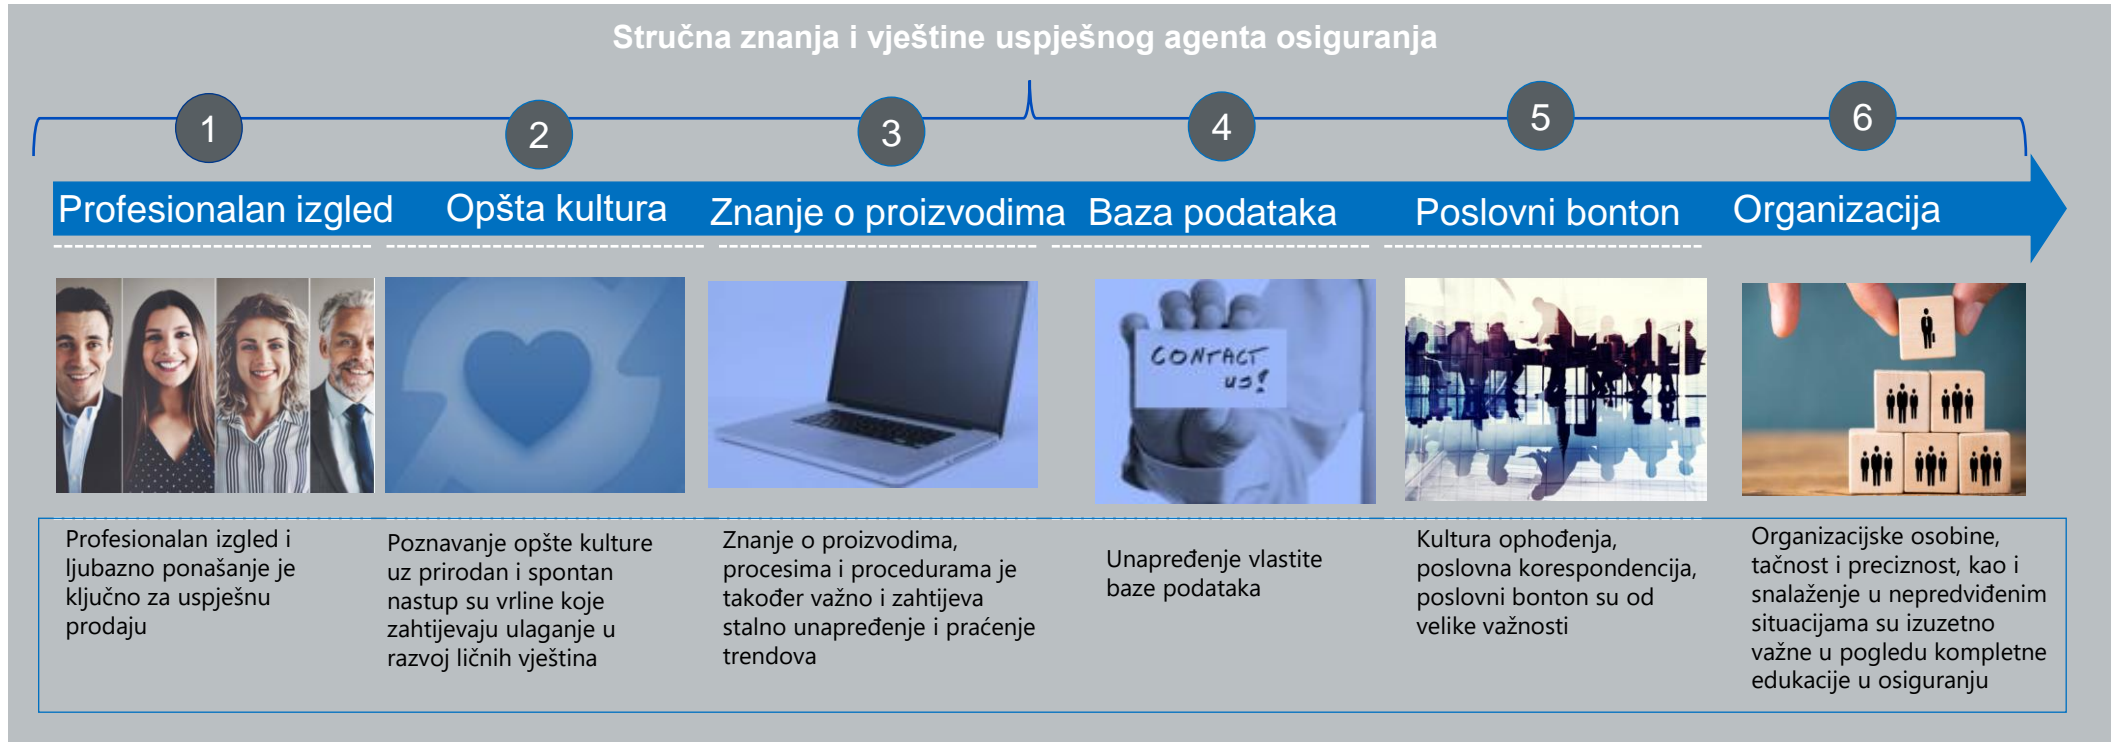 Stručna znanja i vještine uspješnog agenta osiguranja
1
2
3
4
5
6
Profesionalan izgled
Opšta kultura
Znanje o proizvodima
Baza podataka
Poslovni bonton
Organizacija
CONTACT
us!
Profesionalan izgled i
ljubazno ponašanje je
ključno za uspješnu
prodaju
Poznavanje opšte kulture
uz prirodan i spontan
nastup su vrline koje
zahtijevaju ulaganje u
razvoj ličnih vještina
Znanje o proizvodima,
procesima i procedurama je
također važno i zahtijeva
stalno unapređenje i praćenje
trendova
Unapređenje vlastite
baze podataka
Kultura ophođenja,
poslovna korespondencija,
poslovni bonton su od
velike važnosti
Organizacijske osobine,
tačnost i preciznost, kao i
snalaženje u nepredviđenim
situacijama su izuzetno
važne u pogledu kompletne
edukacije u osiguranju